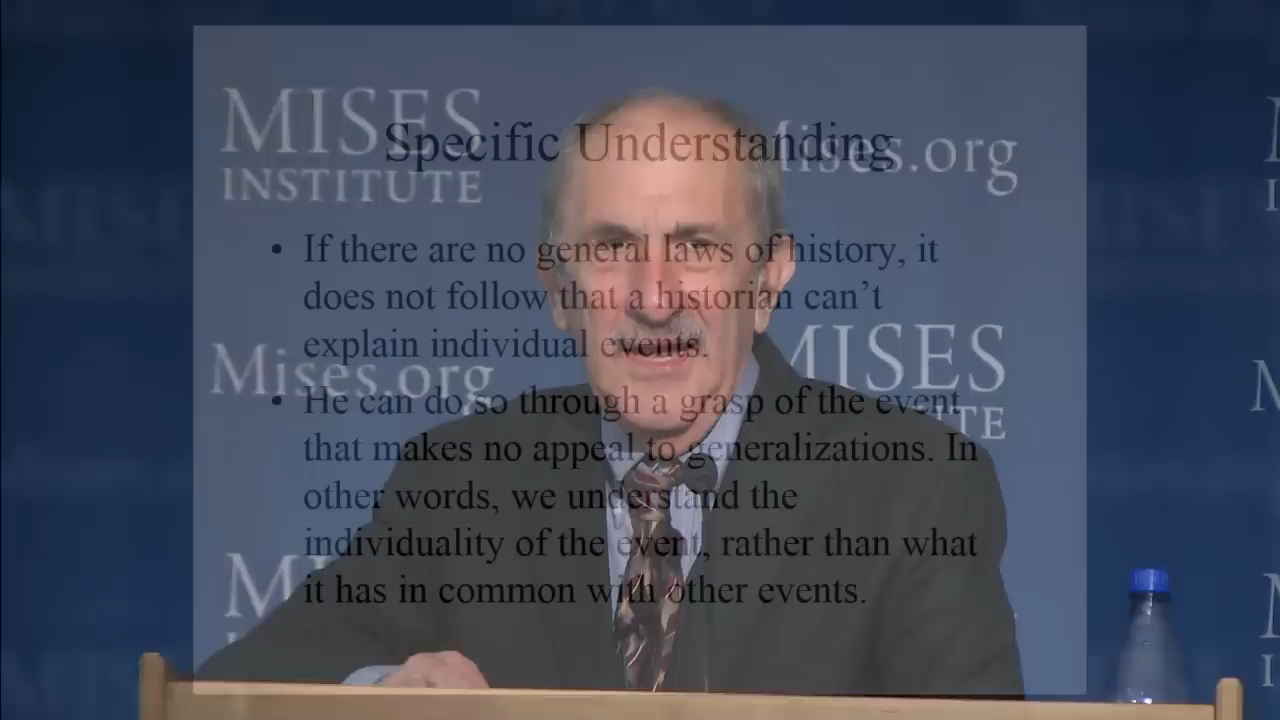 MISES
INSTITUTE
Mises.org
Specific Understanding
• If there are no general laws of history, it
does not follow that a historian can’t
explain individual events.
Mises.org
MISES
• He can do so through a grasp of the event
that makes no appeal to generalizations. In
other words, we understand the
individuality of the event, rather than what
it has in common with other events.